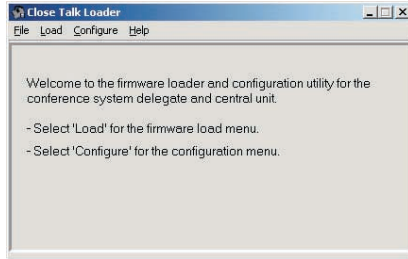 Close Talk Loader
File Load Configure Help
Welcome to the firmware loader and configuration utility for the
conference system delegate and central unit.
- Select 'Load' for the firmware load menu.
- Select 'Configure' for the configuration menu.